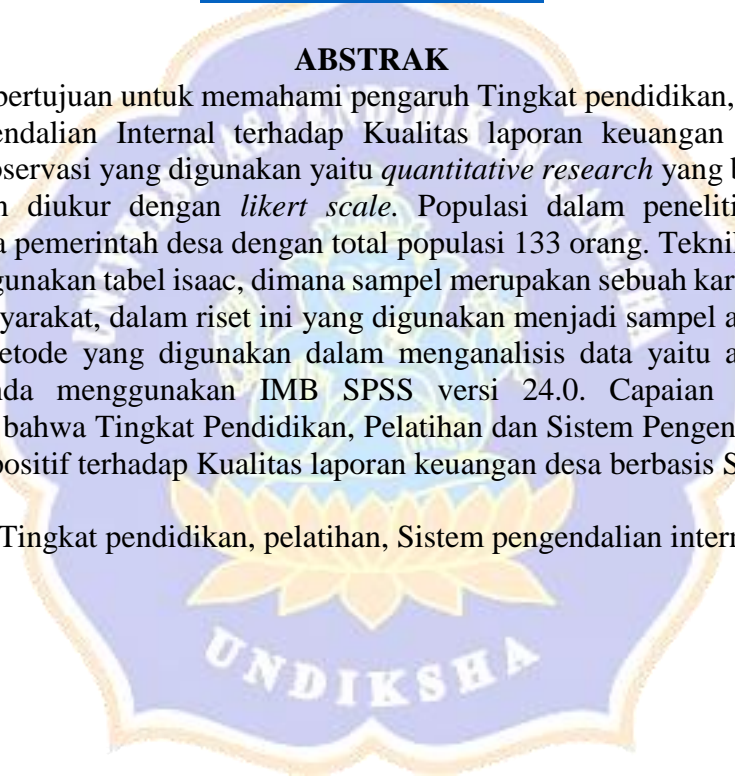 ABSTRAK
bertujuan untuk memahami pengaruh Tingkat pendidikan,
endalian Internal terhadap Kualitas laporan keuangan
oservasi yang digunakan yaitu quantitative research yang
diukur dengan likert scale. Populasi dalam peneliti
a pemerintah desa dengan total populasi 133 orang. Teknik
gunakan tabel isaac, dimana sampel merupakan sebuah kar
yarakat, dalam riset ini yang digunakan menjadi sampel a
etode yang digunakan dalam menganalisis data yaitu a
nda menggunakan IMB SPSS versi 24.0. Capaian
bahwa Tingkat Pendidikan, Pelatihan dan Sistem Pengen
positif terhadap Kualitas laporan keuangan desa berbasis S
Tingkat pendidikan, pelatihan, Sistem pengendalian intern
UNIVERSITAS PENDIDIKAN GANESHA
UNDIKSHA